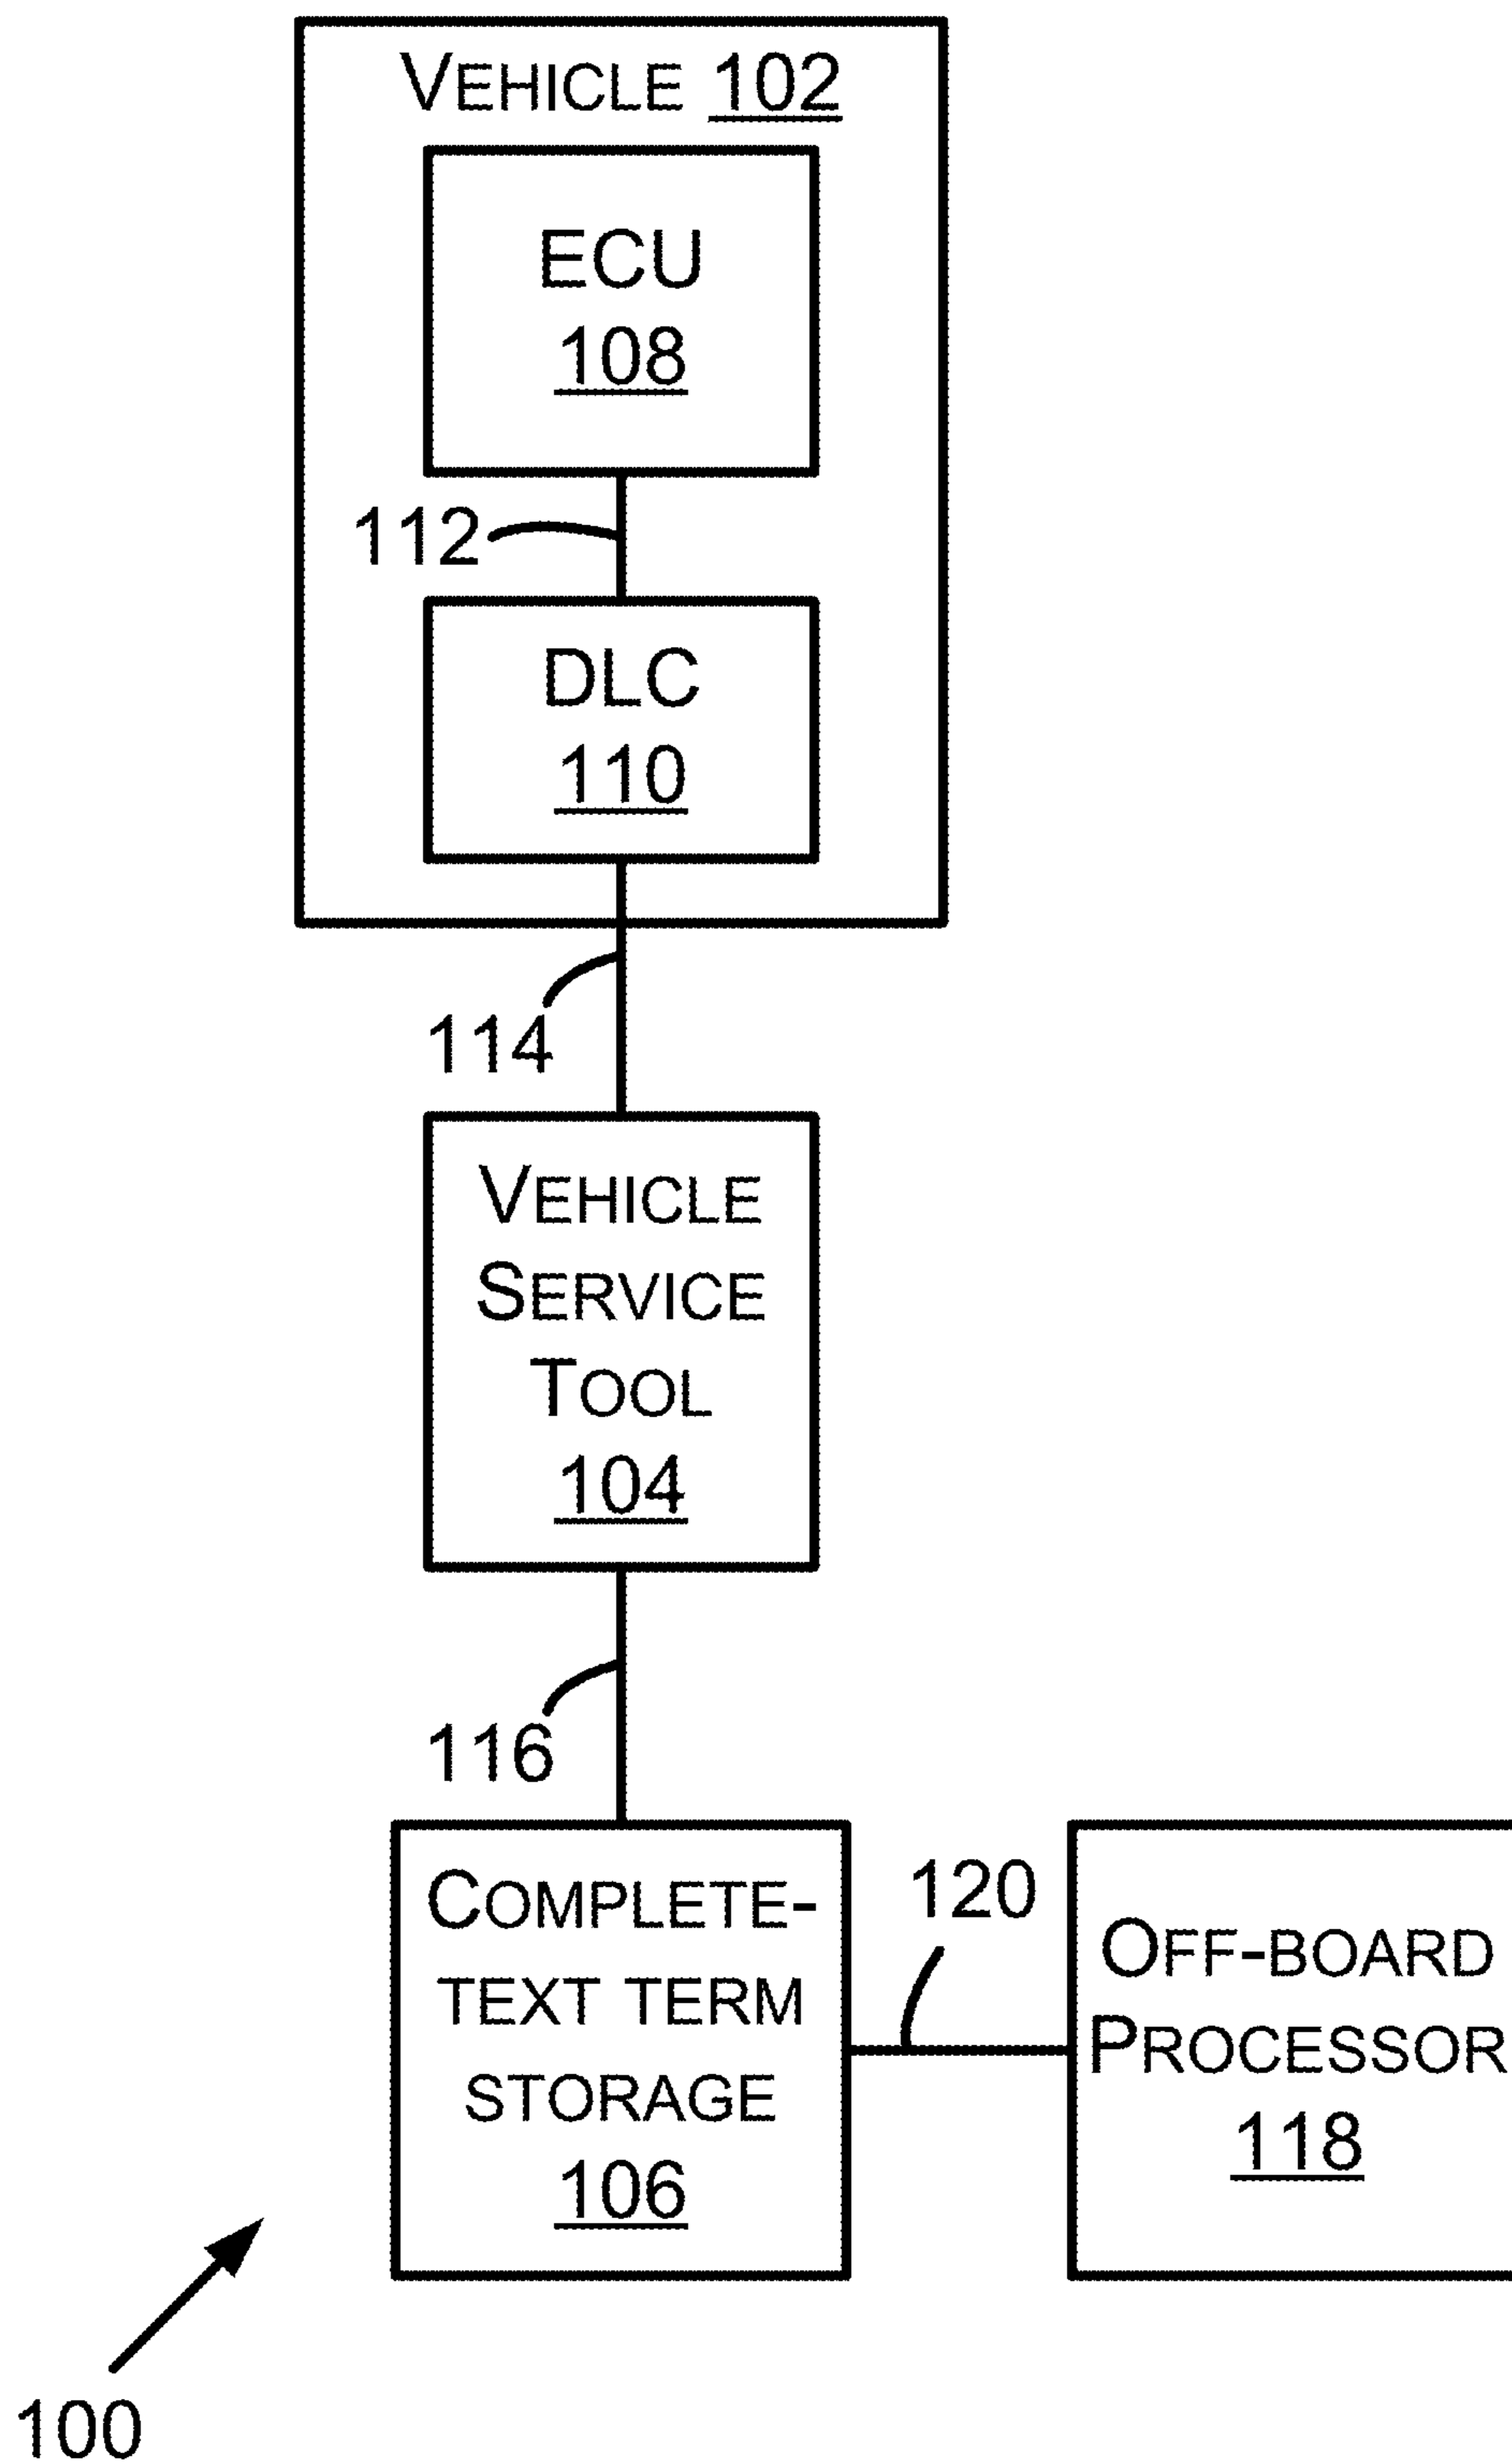 VEHICLE 102
ECU
108
112
DLC
110
114
VEHICLE
SERVICE
TOOL
104
116
COMPLETE-
TEXT TERM
STORAGE
106
120
OFF-BOARD
PROCESSOR
118
100